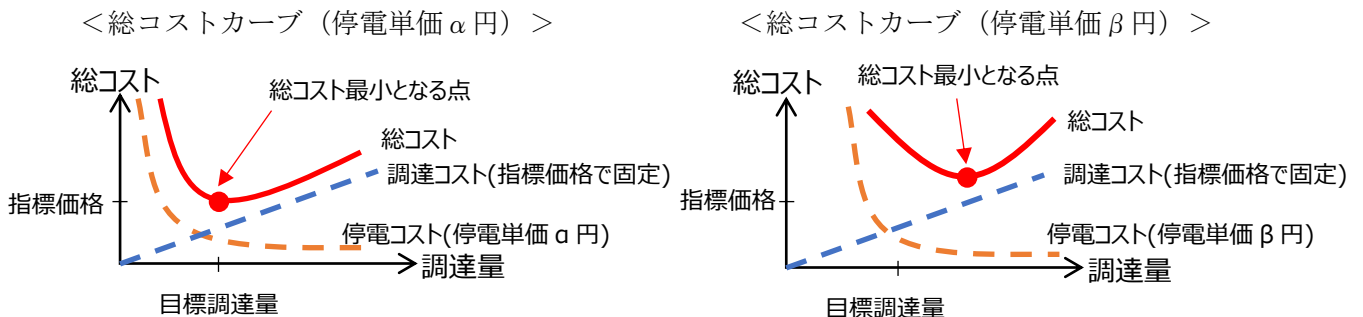 <総コストカーブ（停電単価α円）>
総コスト
総コスト最小となる点
総コスト
調達コスト(指標価格で固定)
指標価格
停電コスト(停電単価α円)
調達量
目標調達量
<総コストカーブ（停電単価β円）>
総コスト
総コスト最小となる点
総コスト
調達コスト(指標価格で固定)
指標価格
停電コスト(停電単価β円)
調達量
目標調達量